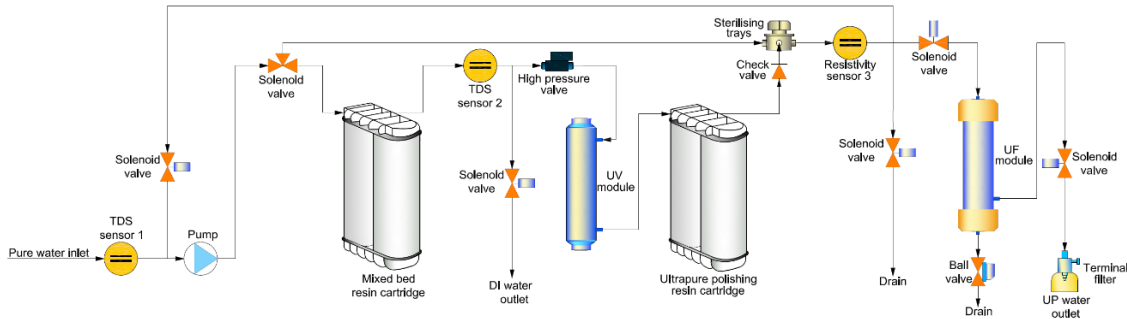 Sterilising
trays
Check
valve
Resistivity
sensor 3
Solenoid
valve
Solenoid
valve
TDS
sensor 2
High pressure
valve
Solenoid
valve
Solenoid
valve
UV
module
Solenoid
valve
UF
module
Solenoid
valve
TDS
sensor 1
Pump
Pure water inlet
Mixed bed
resin cartridge
DI water
outlet
Ultrapure polishing
resin cartridge
Drain
Ball
valve
Drain
Terminal
filter
UP water
outlet